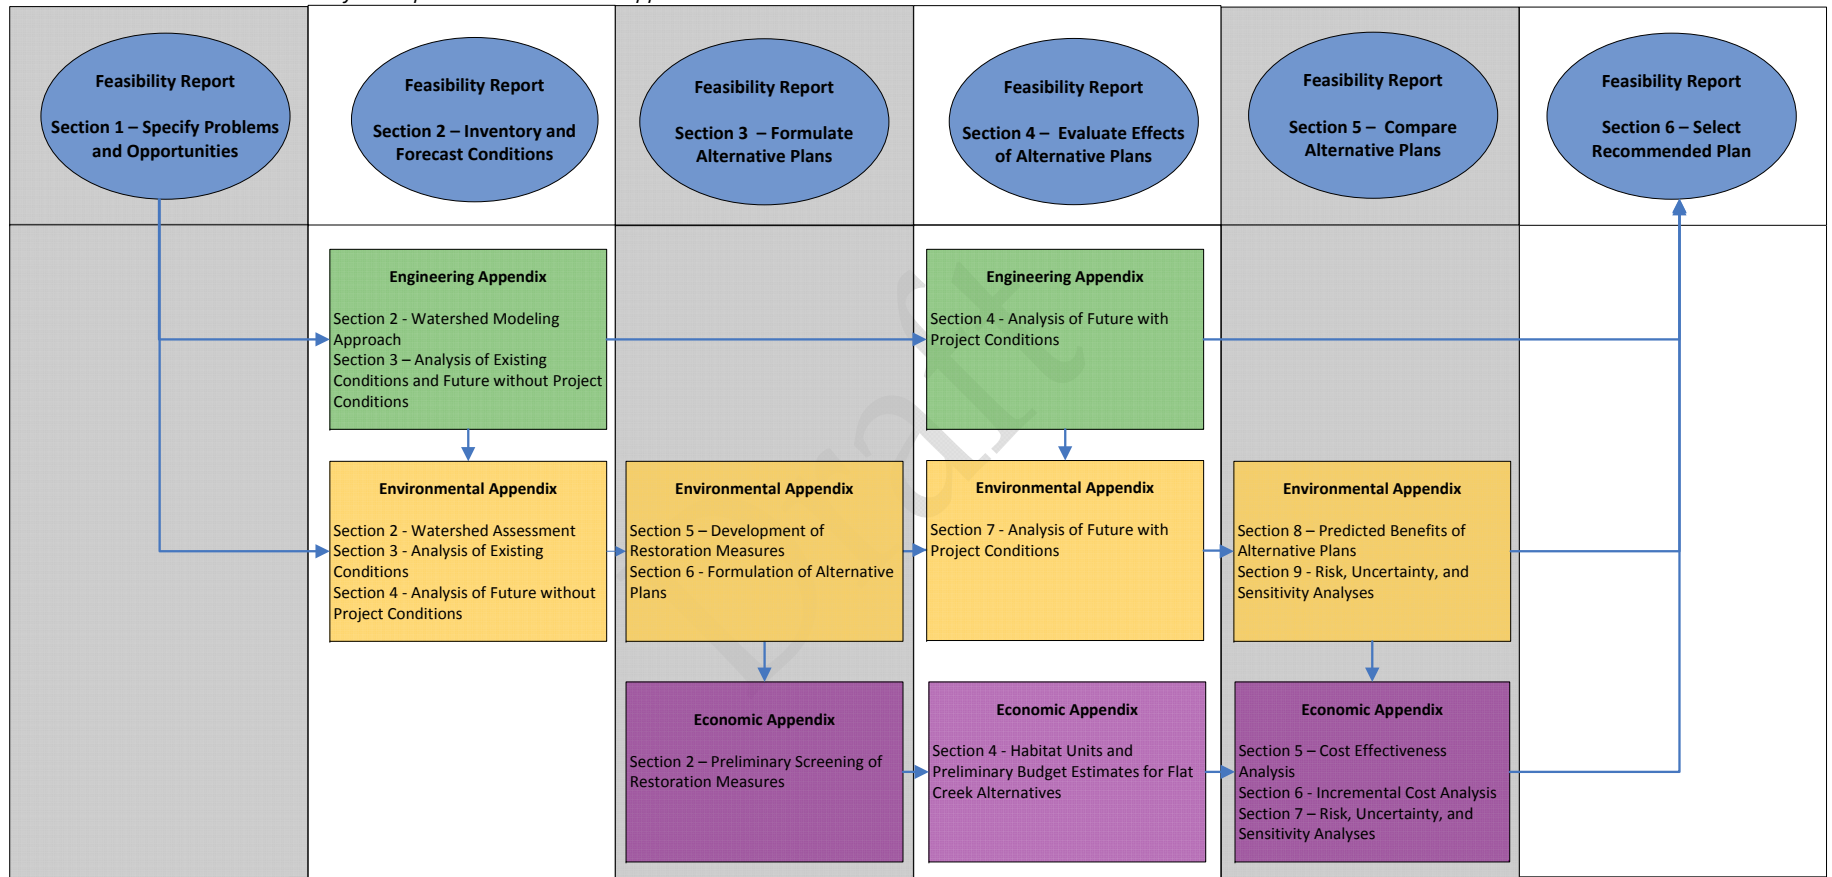 Feasibility Report
Section 1 – Specify Problems
and Opportunities
Feasibility Report
Section 2 – Inventory and
Forecast Conditions
Feasibility Report
Section 3 – Formulate
Alternative Plans
Feasibility Report
Section 4 – Evaluate Effects
of Alternative Plans
Feasibility Report
Section 5 – Compare
Alternative Plans
Feasibility Report
Section 6 – Select
Recommended Plan
Engineering Appendix
Section 2 - Watershed Modeling
Approach
Section 3 – Analysis of Existing
Conditions and Future without Project
Conditions
Engineering Appendix
Section 4 - Analysis of Future with
Project Conditions
Environmental Appendix
Section 2 - Watershed Assessment
Section 3 - Analysis of Existing
Conditions
Section 4 - Analysis of Future without
Project Conditions
Environmental Appendix
Section 5 – Development of
Restoration Measures
Section 6 - Formulation of Alternative
Plans
Environmental Appendix
Section 7 - Analysis of Future with
Project Conditions
Environmental Appendix
Section 8 – Predicted Benefits of
Alternative Plans
Section 9 - Risk, Uncertainty, and
Sensitivity Analyses
Economic Appendix
Section 2 – Preliminary Screening of
Restoration Measures
Economic Appendix
Section 4 - Habitat Units and
Preliminary Budget Estimates for Flat
Creek Alternatives
Economic Appendix
Section 5 – Cost Effectiveness
Analysis
Section 6 - Incremental Cost Analysis
Section 7 – Risk, Uncertainty, and
Sensitivity Analyses
Draft